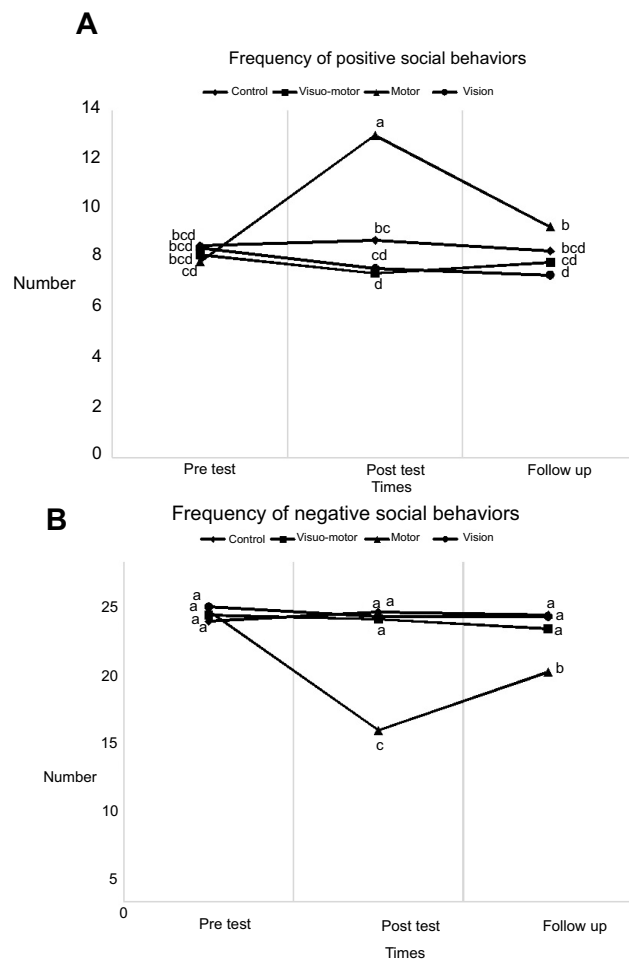 A
Frequency of positive social behaviors
Control Visuo-motor Motor Vision
14
12
10
8
6
4
2
0
Number
bcd
bcd
bcd
cd
a
bc
cd
d
b
bcd
cd
d
Pre test Post test Follow up
Times
B
Frequency of negative social behaviors
Control Visuo-motor Motor Vision
25
20
15
10
5
0
Number
a
a
a
a
a a
a
c
a
a
a
b
Pre test Post test Follow up
Times